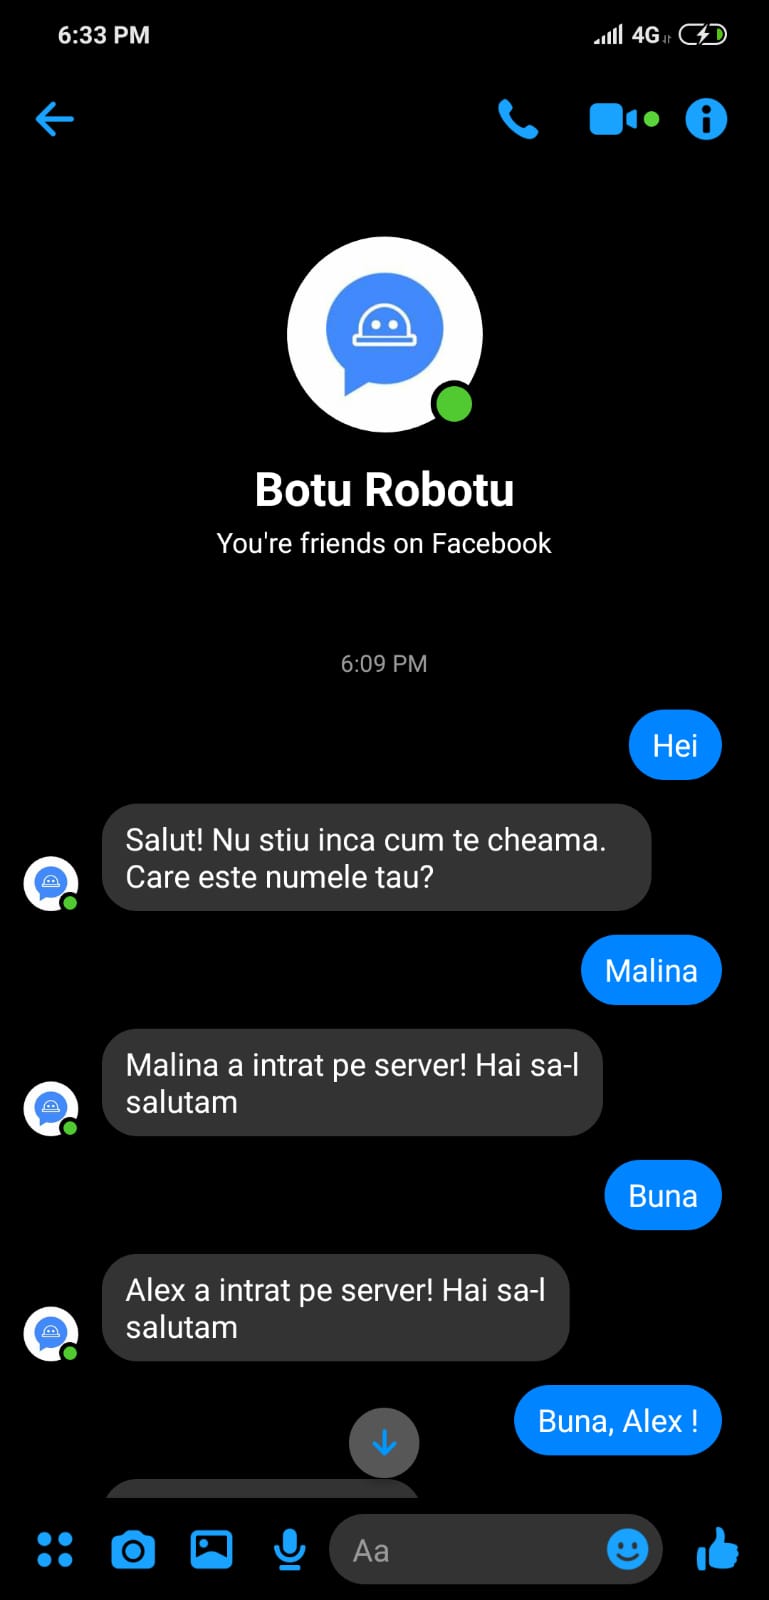 6:33 PM
4G
Botu Robotu
You're friends on Facebook
6:09 PM
Hei
Salut! Nu stiu inca cum te cheama.
Care este numele tau?
Malina
Malina a intrat pe server! Hai sa-l
salutam
Buna
Alex a intrat pe server! Hai sa-l
salutam
Buna, Alex !
Aa